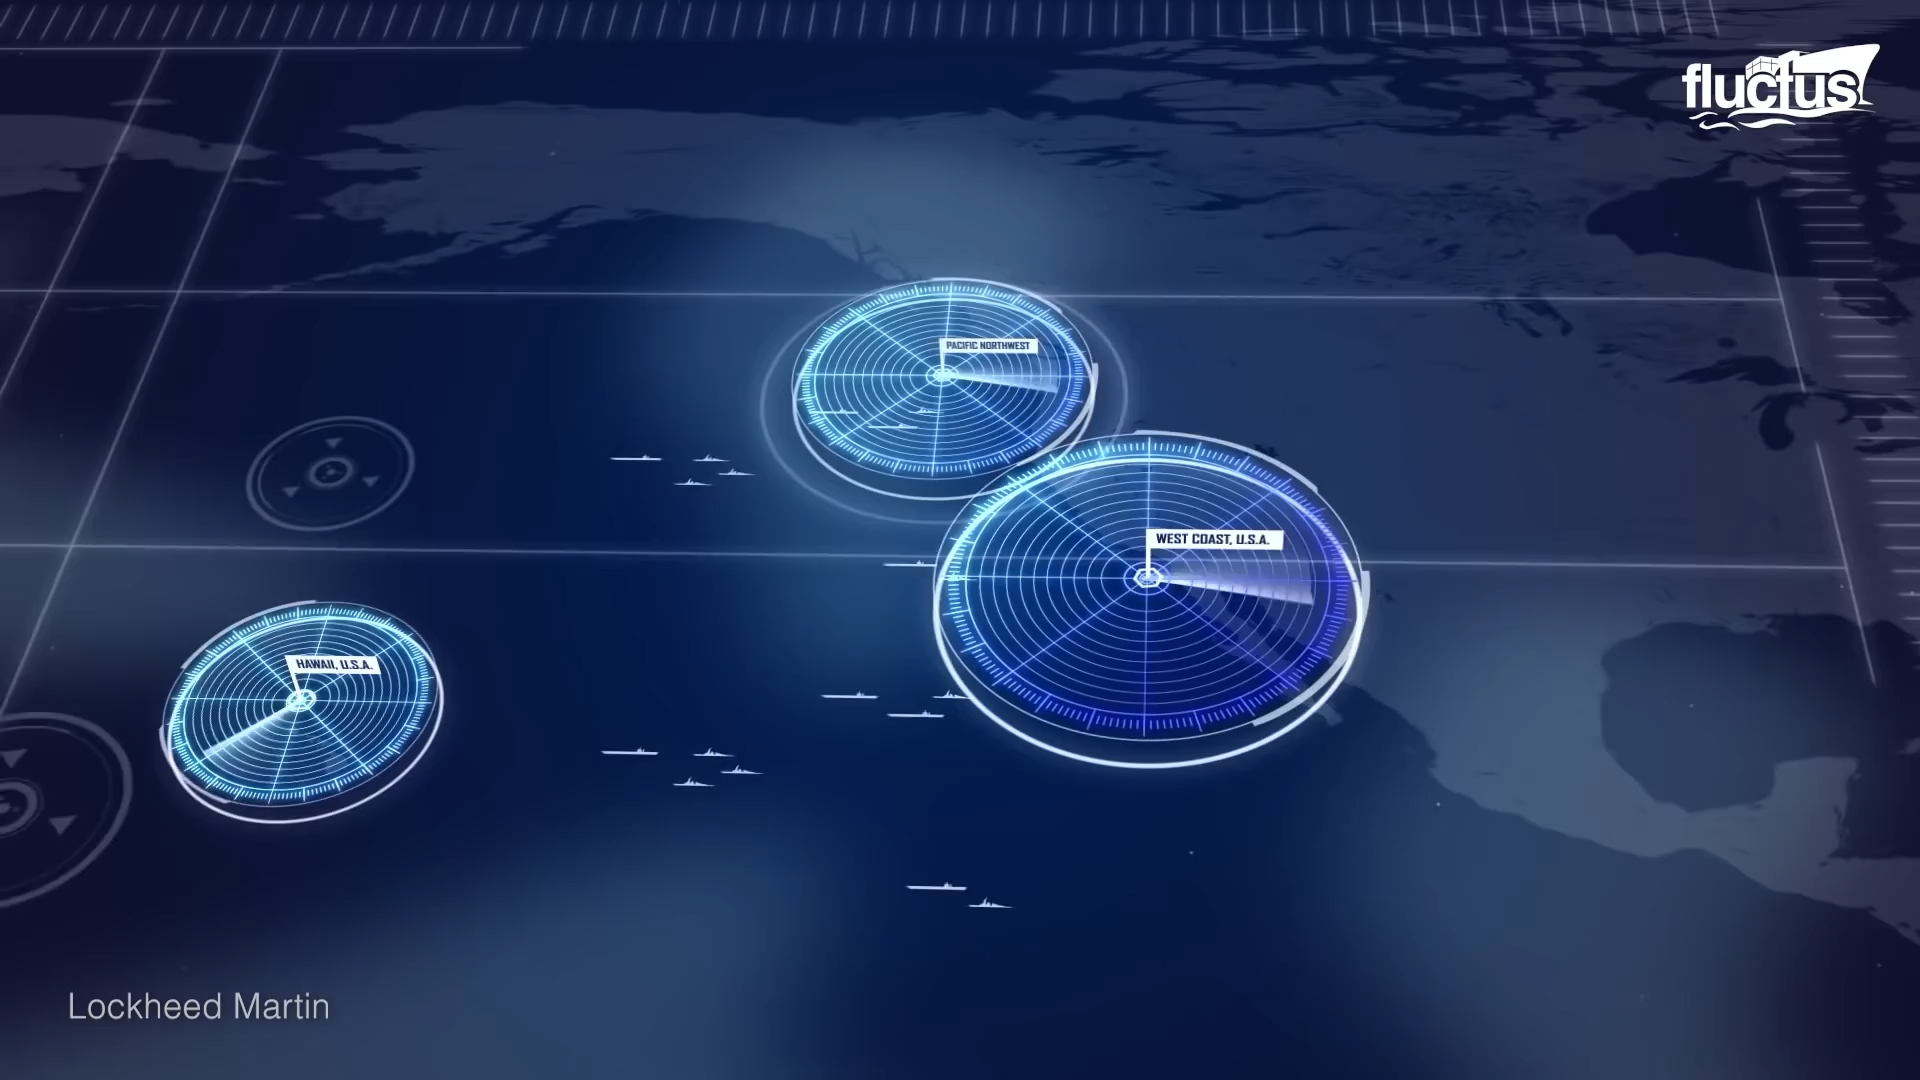 fluctus
PACIFIC NORTHWEST
WEST COAST, U.S.A.
HAWAII, U.S.A.
Lockheed Martin